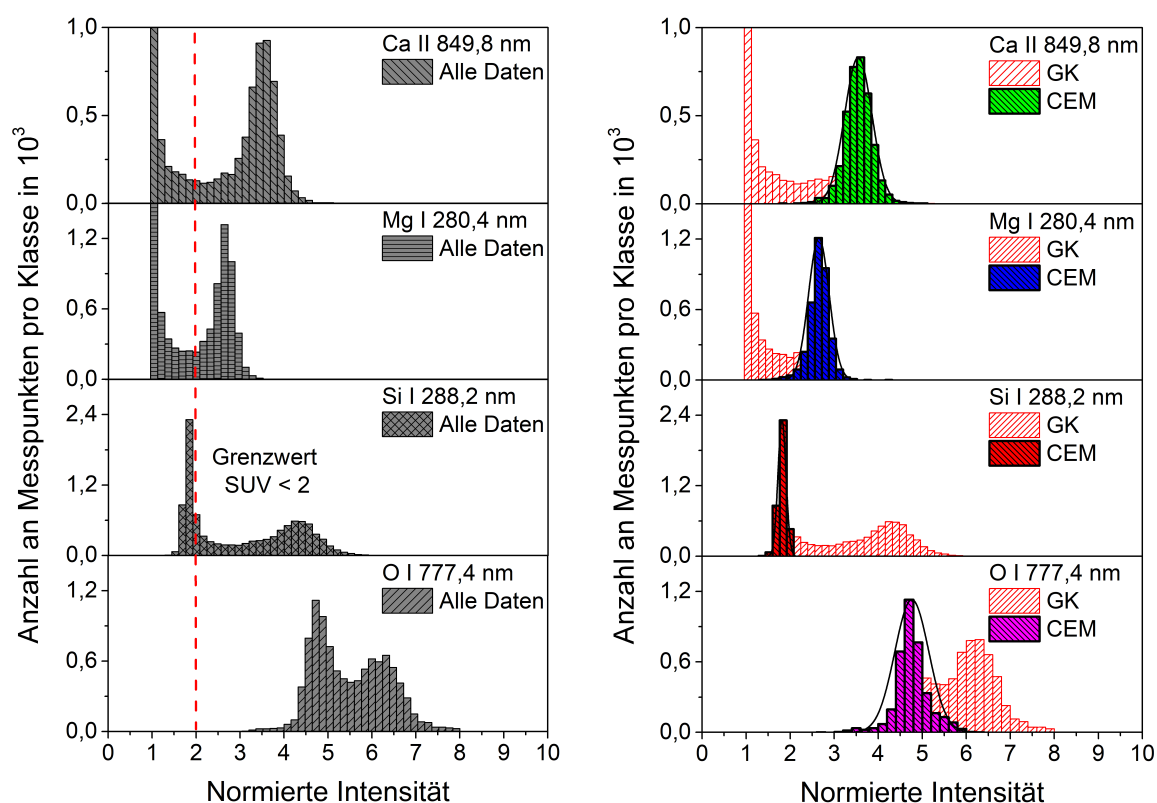 Anzahl an Messpunkten pro Klasse in 10³
1,0
0,5
0,0
Ca II 849,8 nm
Alle Daten
1,2
0,6
0,0
Mg I 280,4 nm
Alle Daten
2,4
1,2
0,0
Si I 288,2 nm
Alle Daten
Grenzwert
SUV < 2
1,2
0,6
0,0
O I 777,4 nm
Alle Daten
0 1 2 3 4 5 6 7 8 9 10
Normierte Intensität
Anzahl an Messpunkten pro Klasse in 10³
1,0
0,5
0,0
Ca II 849,8 nm
GK
CEM
1,2
0,6
0,0
Mg I 280,4 nm
GK
CEM
2,4
1,2
0,0
Si I 288,2 nm
GK
CEM
1,2
0,6
0,0
O I 777,4 nm
GK
CEM
0 1 2 3 4 5 6 7 8 9 10
Normierte Intensität